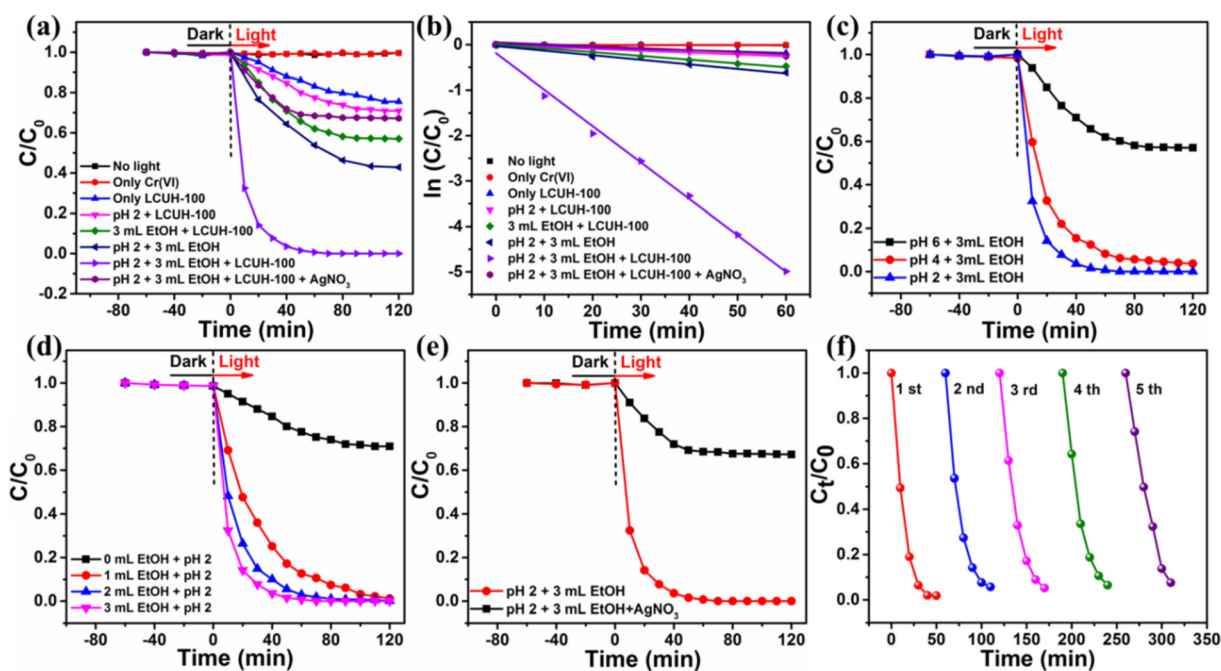 (a)
Dark
Light
C/C₀
1.0
0.8
0.6
0.4
0.2
0.0
-0.2
No light
Only Cr(VI)
Only LCUH-100
pH 2 + LCUH-100
3 mL EtOH + LCUH-100
pH 2 + 3 mL EtOH
pH 2 + 3 mL EtOH + LCUH-100
pH 2 + 3 mL EtOH + LCUH-100 + AgNO₃
-80 -40 0 40 80 120
Time (min)
(b)
ln (C/C₀)
0
-1
-2
-3
-4
-5
No light
Only Cr(VI)
Only LCUH-100
pH 2 + LCUH-100
3 mL EtOH + LCUH-100
pH 2 + 3 mL EtOH
pH 2 + 3 mL EtOH + LCUH-100
pH 2 + 3 mL EtOH + LCUH-100 + AgNO₃
0 10 20 30 40 50 60
Time (min)
(c)
Dark
Light
C/C₀
1.0
0.8
0.6
0.4
0.2
0.0
pH 6 + 3mL EtOH
pH 4 + 3mL EtOH
pH 2 + 3mL EtOH
-80 -40 0 40 80 120
Time (min)
(d)
Dark
Light
C/C₀
1.0
0.8
0.6
0.4
0.2
0.0
0 mL EtOH + pH 2
1 mL EtOH + pH 2
2 mL EtOH + pH 2
3 mL EtOH + pH 2
-80 -40 0 40 80 120
Time (min)
(e)
Dark
Light
C/C₀
1.0
0.8
0.6
0.4
0.2
0.0
pH 2 + 3 mL EtOH
pH 2 + 3 mL EtOH+AgNO₃
-80 -40 0 40 80 120
Time (min)
(f)
Cₜ/C₀
1.0
0.8
0.6
0.4
0.2
0.0
1 st
2 nd
3 rd
4 th
5 th
0 50 100 150 200 250 300 350
Time (min)